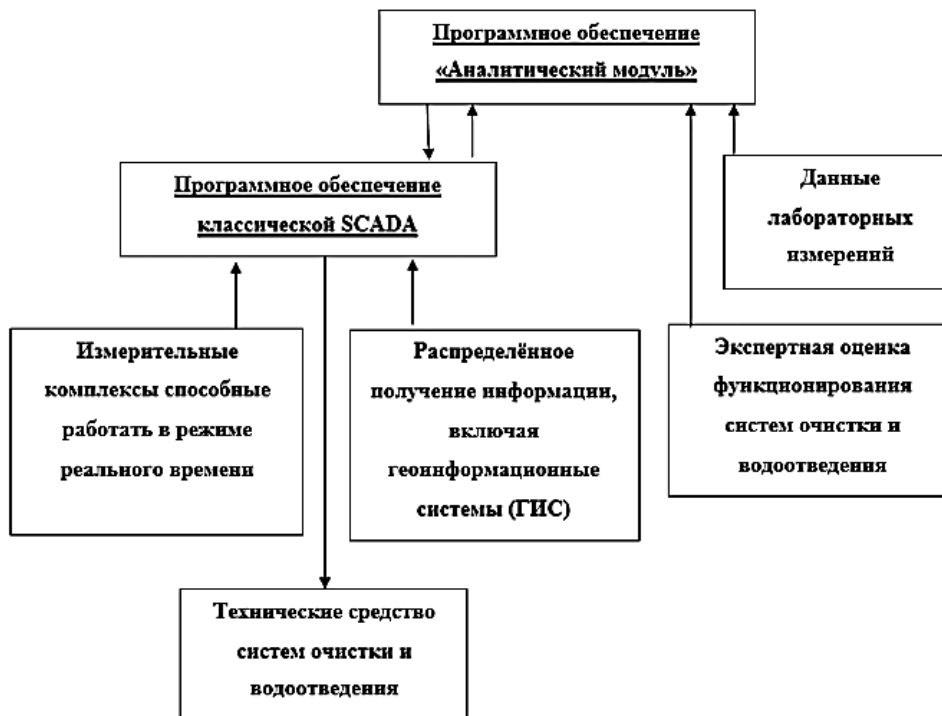 Программное обеспечение
«Аналитический модуль»
Программное обеспечение
классической SCADA
Данные
лабораторных
измерений
Измерительные
комплексы способные
работать в режиме
реального времени
Распределённое
получение информации,
включая
геоинформационные
системы (ГИС)
Экспертная оценка
функционирования
систем очистки и
водоотведения
Технические средство
систем очистки и
водоотведения